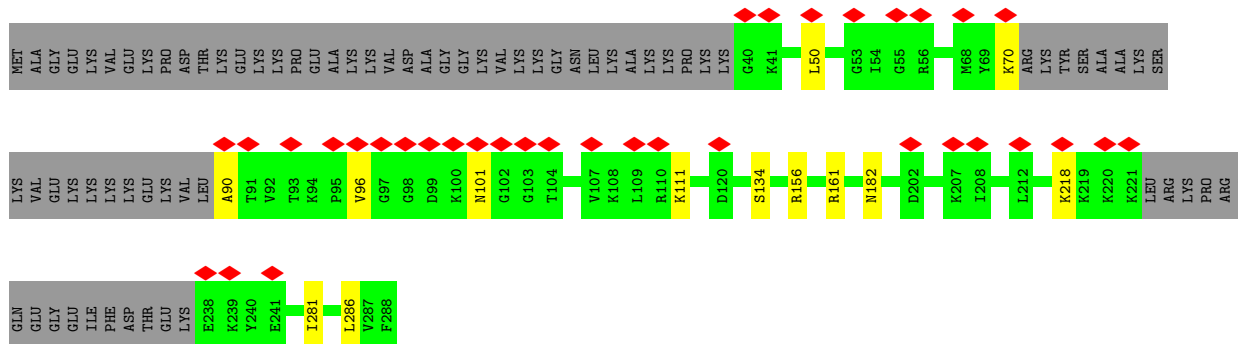 MET ALA GLY GLU LYS VAL GLU LYS PRO ASP THR LYS GLU LYS LYS PRO GLU ALA LYS LYS VAL ASP ALA GLY GLY LYS VAL LYS LYS GLY ASN LEU LYS ALA LYS LYS PRO LYS LYS G40 K41 L50 G53 I54 G55 R56 M68 Y69 K70 ARG LYS TYR SER ALA ALA LYS SER
LYS VAL GLU LYS LYS LYS LYS GLU LYS VAL LEU A90 T91 V92 T93 K94 P95 V96 G97 G98 D99 K100 N101 G102 G103 T104 V107 K108 L109 R110 K111 D120 S134 R156 R161 N182 D202 K207 I208 L212 K218 K219 K220 K221 LEU ARG LYS PRO ARG
GLN GLU GLY GLU ILE PHE ASP THR GLU LYS E238 K239 Y240 E241 I281 L286 V287 F288